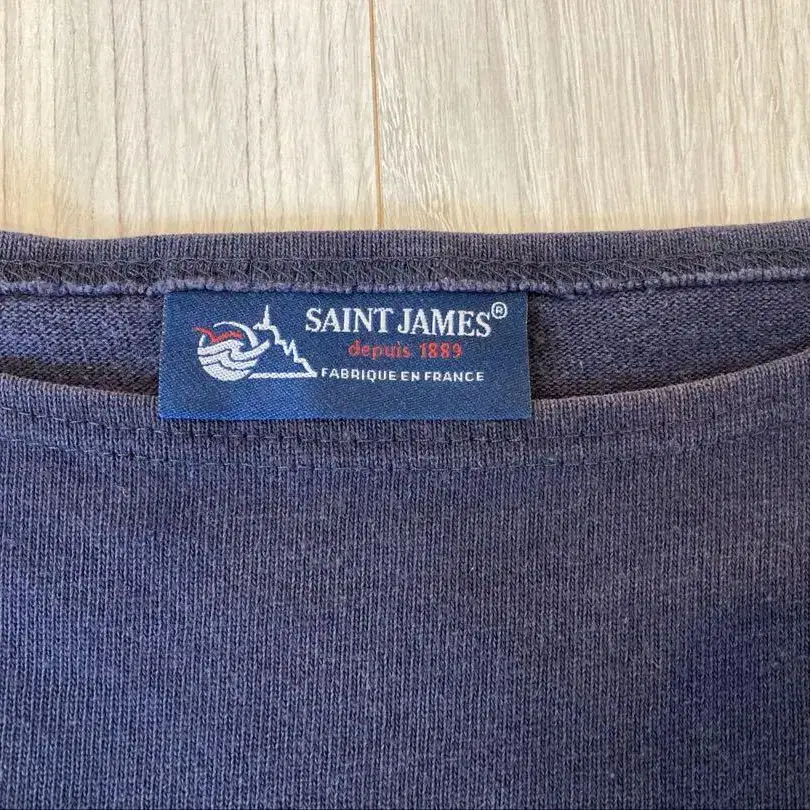 SAINT JAMES®
depuis 1889
FABRIQUE EN FRANCE